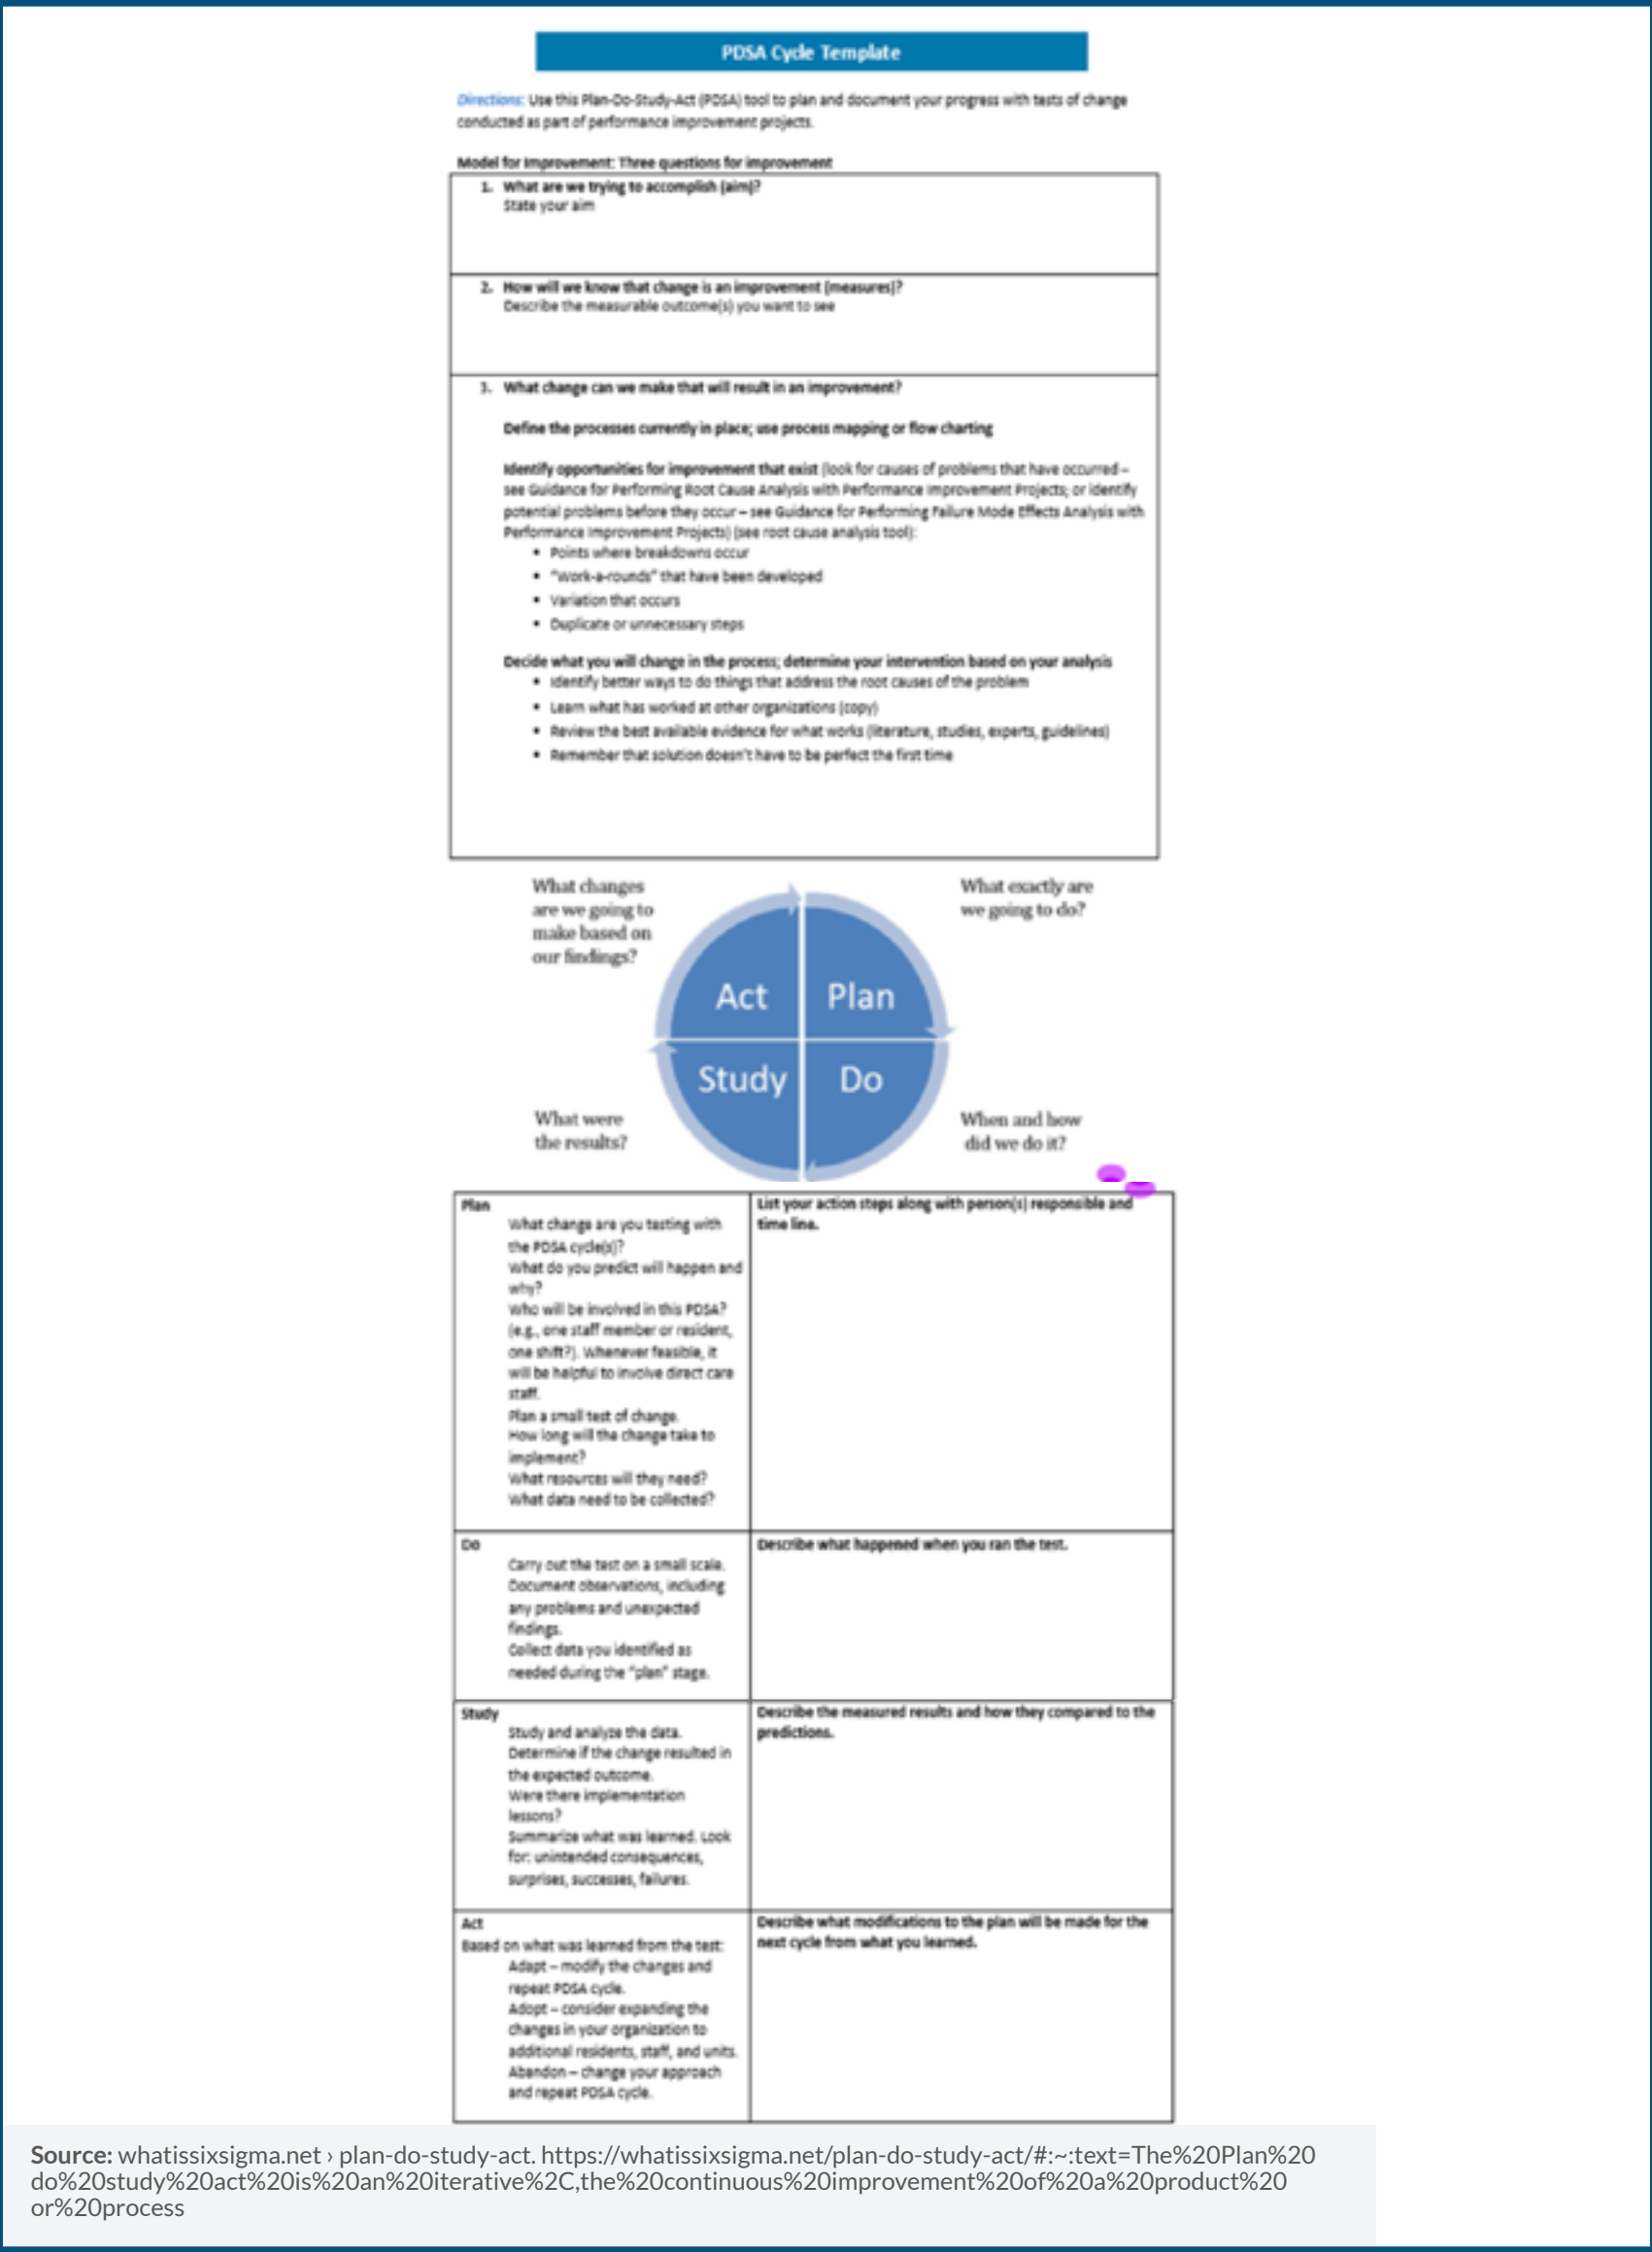 PDSA Cycle Template
Directions: Use this Plan-Do-Study-Act (PDSA) tool to plan and document your progress with tests of change
conducted as part of performance improvement projects.
Model for Improvement: Three questions for improvement
1. What are we trying to accomplish (aim)?
State your aim
2. How will we know that change is an improvement (measures)?
Describe the measurable outcome(s) you want to see
3. What change can we make that will result in an improvement?
Define the processes currently in place; use process mapping or flow charting
Identify opportunities for improvement that exist (look for causes of problems that have occurred –
see Guidance for Performing Root Cause Analysis with Performance Improvement Projects; or identify
potential problems before they occur – see Guidance for Performing Failure Mode Effects Analysis with
Performance Improvement Projects) (see root cause analysis tool):
• Points where breakdowns occur
• "Work-a-rounds" that have been developed
• Variation that occurs
• Duplicate or unnecessary steps
Decide what you will change in the process; determine your intervention based on your analysis
• Identify better ways to do things that address the root causes of the problem
• Learn what has worked at other organizations (copy)
• Review the best available evidence for what works (literature, studies, experts, guidelines)
• Remember that solution doesn't have to be perfect the first time
What changes
are we going to
make based on
our findings?
What exactly are
we going to do?
Act
Plan
Study
Do
What were
the results?
When and how
did we do it?
Plan
What change are you testing with
the PDSA cycle(s)?
What do you predict will happen and
why?
Who will be involved in this PDSA?
(e.g., one staff member or resident,
one shift?). Whenever feasible, it
will be helpful to involve direct care
staff.
Plan a small test of change.
How long will the change take to
implement?
What resources will they need?
What data need to be collected?
List your action steps along with person(s) responsible and
time line.
Do
Carry out the test on a small scale.
Document observations, including
any problems and unexpected
findings.
Collect data you identified as
needed during the "plan" stage.
Describe what happened when you ran the test.
Study
Study and analyze the data.
Determine if the change resulted in
the expected outcome.
Were there implementation
lessons?
Summarize what was learned. Look
for: unintended consequences,
surprises, successes, failures.
Describe the measured results and how they compared to the
predictions.
Act
Based on what was learned from the test:
Adapt – modify the changes and
repeat PDSA cycle.
Adopt – consider expanding the
changes in your organization to
additional residents, staff, and units.
Abandon – change your approach
and repeat PDSA cycle.
Describe what modifications to the plan will be made for the
next cycle from what you learned.
Source: whatissixsigma.net › plan-do-study-act. https://whatissixsigma.net/plan-do-study-act/#:~:text=The%20Plan%20
do%20study%20act%20is%20an%20iterative%2C,the%20continuous%20improvement%20of%20a%20product%20
or%20process